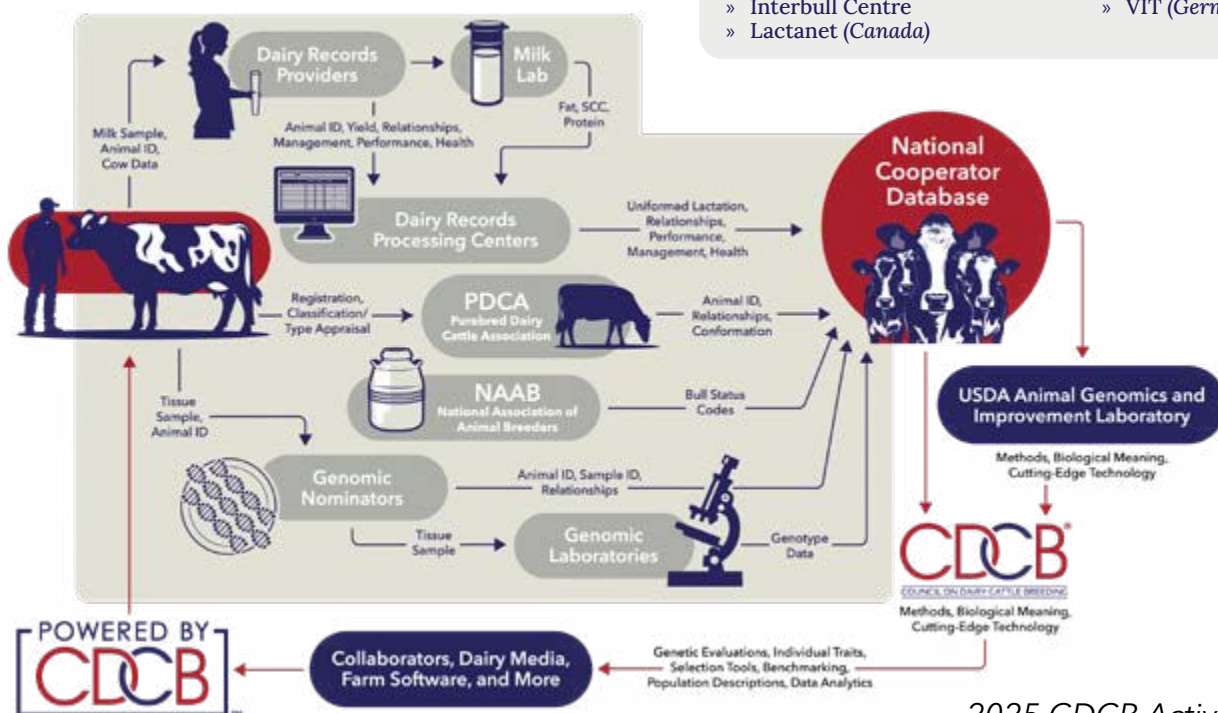 » Interbull Centre
» Lactanet (Canada)
» VIT (Germ
Dairy Records
Providers
Milk
Lab
Milk Sample,
Animal ID,
Cow Data
Animal ID, Yield, Relationships,
Management, Performance, Health
Fat, SCC,
Protein
National
Cooperator
Database
Dairy Records
Processing Centers
Uniformed Lactation,
Relationships,
Performance,
Management, Health
Registration,
Classification/
Type Appraisal
PDCA
Purebred Dairy
Cattle Association
Animal ID,
Relationships,
Conformation
NAAB
National Association of
Animal Breeders
Bull Status
Codes
USDA Animal Genomics and
Improvement Laboratory
Methods, Biological Meaning,
Cutting-Edge Technology
Tissue
Sample,
Animal ID
Genomic
Nominators
Animal ID, Sample ID,
Relationships
Tissue
Sample
Genomic
Laboratories
Genotype
Data
CDCB®
COUNCIL ON DAIRY CATTLE BREEDING
Methods, Biological Meaning,
Cutting-Edge Technology
Genetic Evaluations, Individual Traits,
Selection Tools, Benchmarking,
Population Descriptions, Data Analytics
Collaborators, Dairy Media,
Farm Software, and More
POWERED BY
CDCB
™
2025 CDCB Activ